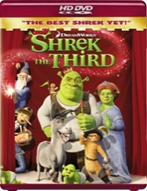 HD DVD
"THE BEST SHREK YET!"
DREAMWORKS
SHREK
THE THIRD